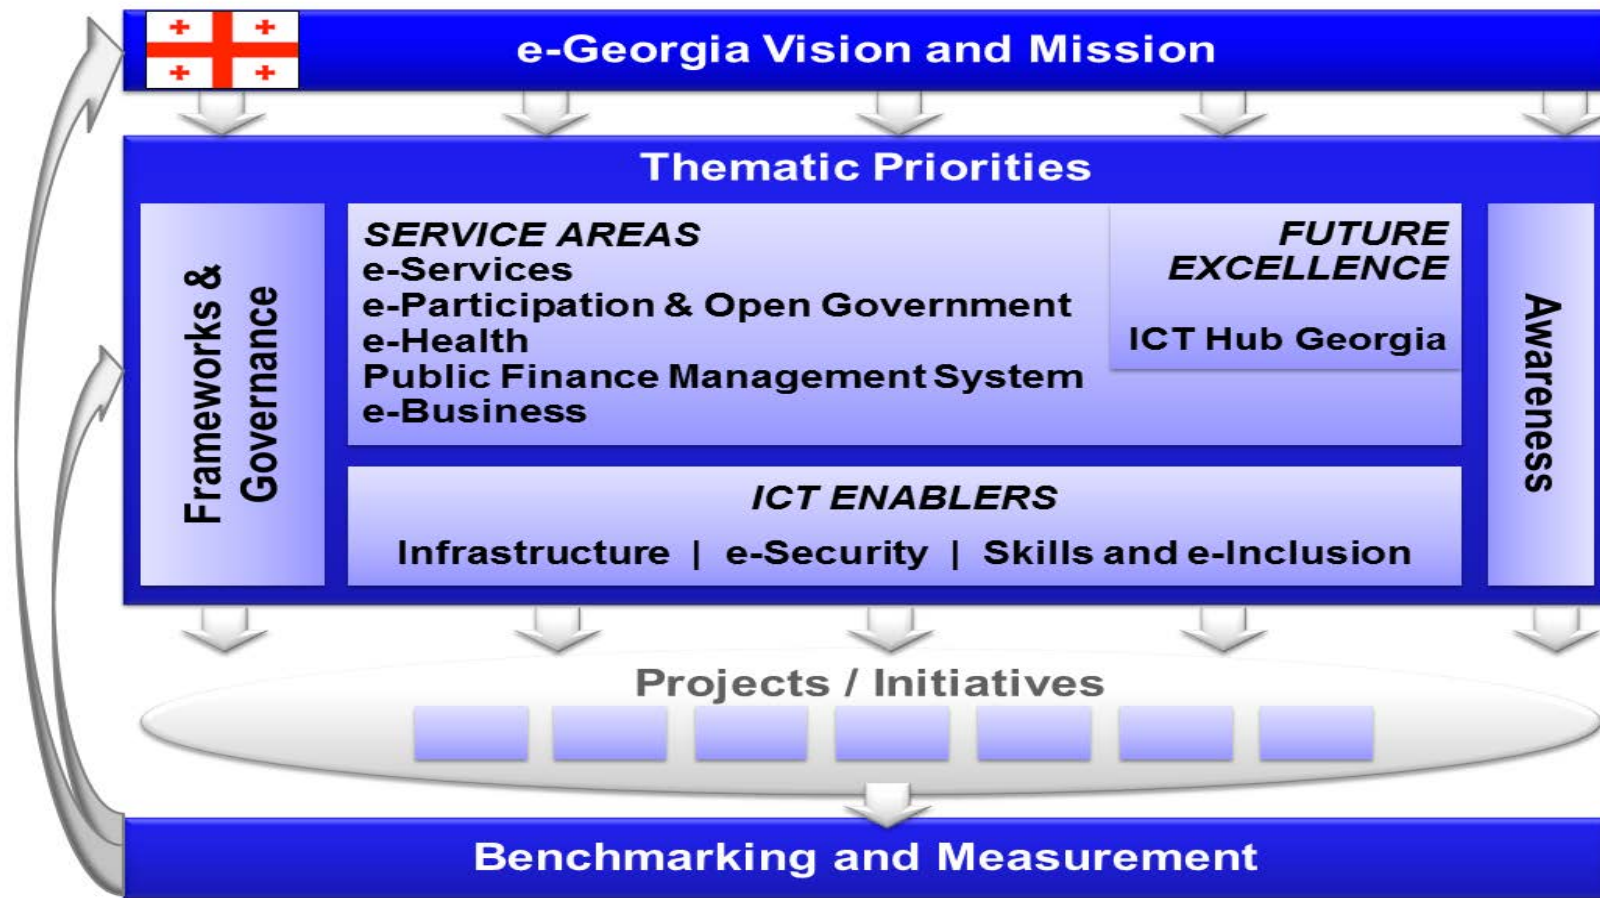 e-Georgia Vision and Mission
Thematic Priorities
Frameworks &
Governance
SERVICE AREAS
e-Services
e-Participation & Open Government
e-Health
Public Finance Management System
e-Business
FUTURE
EXCELLENCE
ICT Hub Georgia
Awareness
ICT ENABLERS
Infrastructure | e-Security | Skills and e-Inclusion
Projects / Initiatives
Benchmarking and Measurement